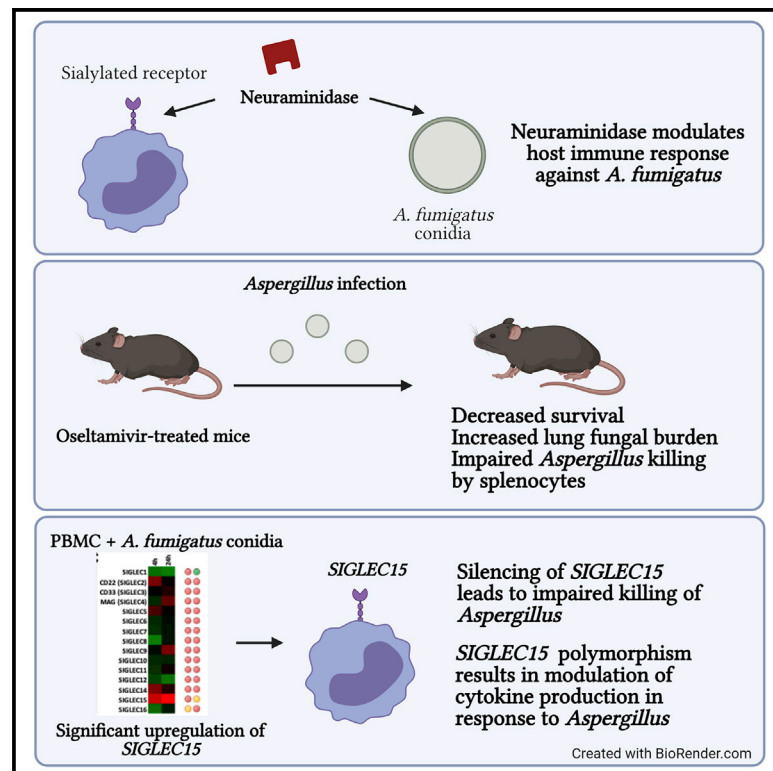 Sialylated receptor
Neuraminidase
A. fumigatus
conidia
Neuraminidase modulates
host immune response
against A. fumigatus
Aspergillus infection
Oseltamivir-treated mice
Decreased survival
Increased lung fungal burden
Impaired Aspergillus killing
by splenocytes
PBMC + A. fumigatus conidia
4h 24h
SIGLEC1
CD22 (SIGLEC2)
CD33 (SIGLEC3)
MAG (SIGLEC4)
SIGLEC5
SIGLEC6
SIGLEC7
SIGLEC8
SIGLEC9
SIGLEC10
SIGLEC11
SIGLEC12
SIGLEC14
SIGLEC15
SIGLEC16
Significant upregulation of
SIGLEC15
SIGLEC15
Silencing of SIGLEC15
leads to impaired killing of
Aspergillus
SIGLEC15 polymorphism
results in modulation of
cytokine production in
response to Aspergillus
Created with BioRender.com